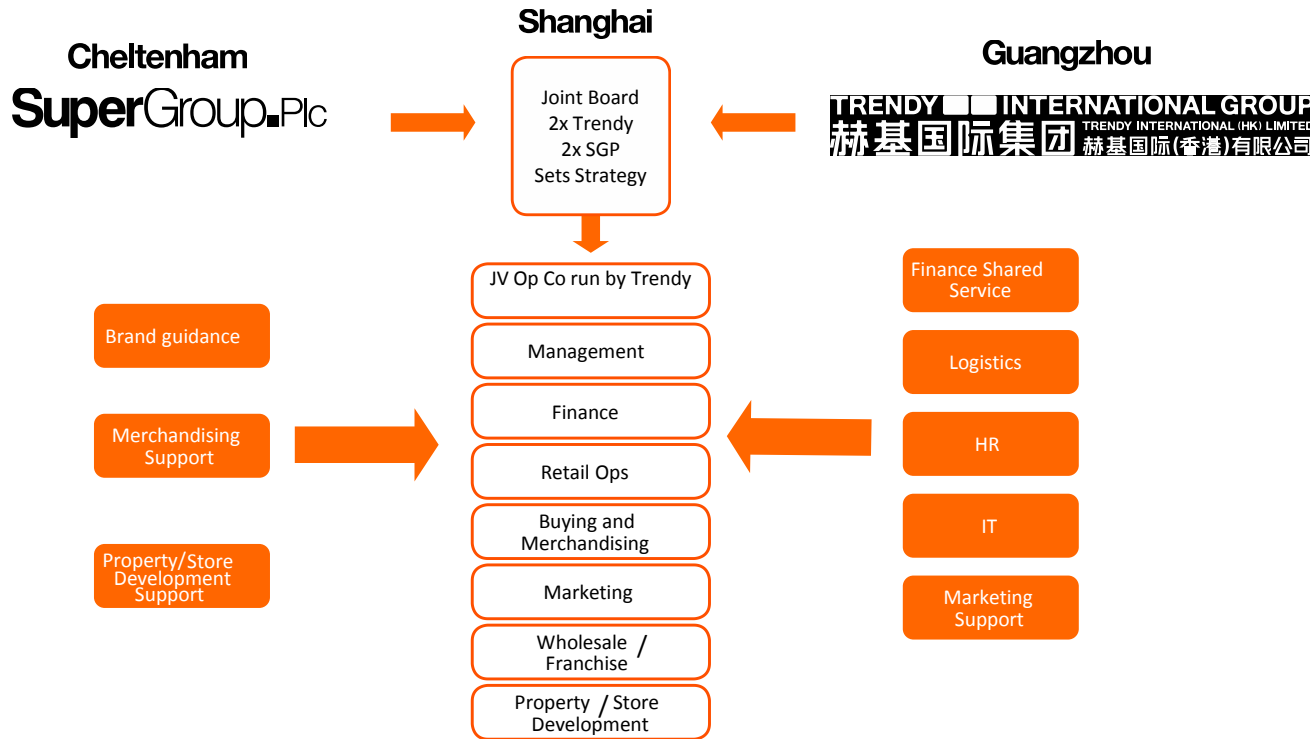 Shanghai
Cheltenham
SuperGroup.Plc
Guangzhou
TRENDY INTERNATIONAL GROUP
赫基国际集团
TRENDY INTERNATIONAL (HK) LIMITED
赫基国际(香港)有限公司
Joint Board
2x Trendy
2x SGP
Sets Strategy
JV Op Co run by Trendy
Management
Finance
Retail Ops
Buying and
Merchandising
Marketing
Wholesale /
Franchise
Property / Store
Development
Brand guidance
Merchandising
Support
Property/Store
Development
Support
Finance Shared
Service
Logistics
HR
IT
Marketing
Support